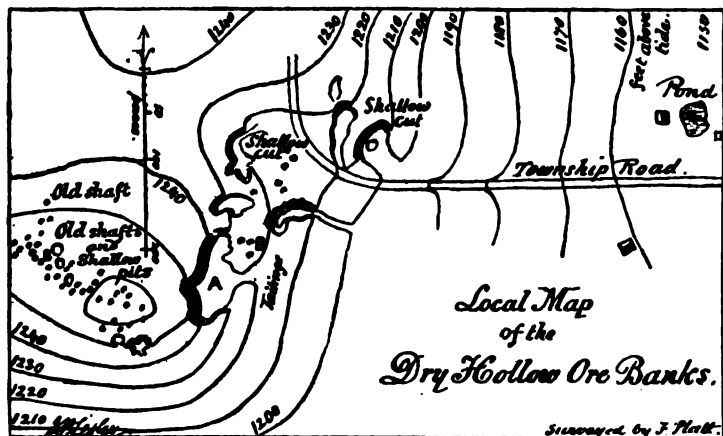 1240
1230
1220
1210
1200
1190
1180
1170
1160
feet above
tide.
1150
Pond
Shallow
cut
Shallow
cut
C
Township Road.
Old shaft
1240
Old shafts
and
Shallow
pits
B
A
Tailings
1240
1230
1220
1210
1200
Local Map
of the
Dry Hollow Ore Banks.
Surveyed by F. Platt.